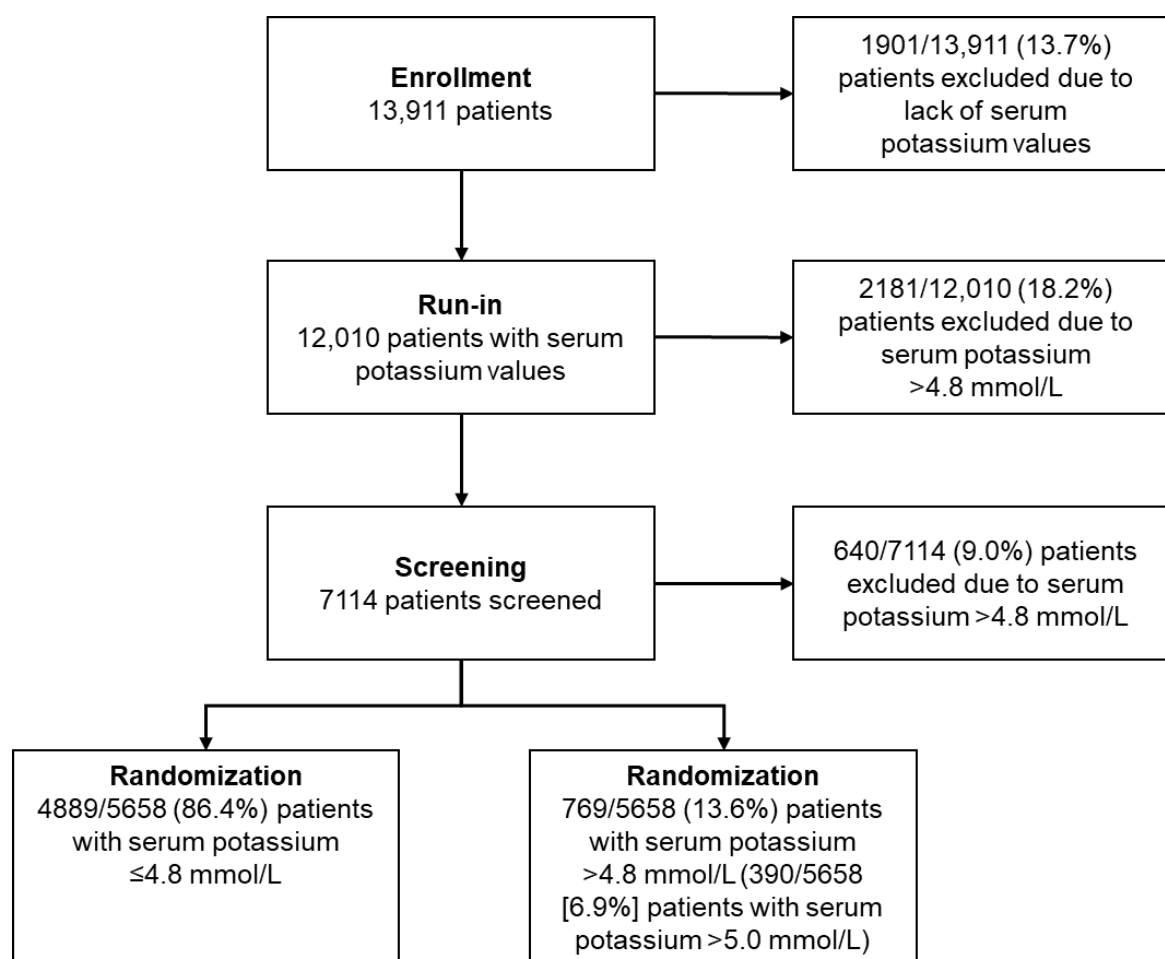 Enrollment
13,911 patients
1901/13,911 (13.7%)
patients excluded due to
lack of serum
potassium values
Run-in
12,010 patients with serum
potassium values
2181/12,010 (18.2%)
patients excluded due to
serum potassium
>4.8 mmol/L
Screening
7114 patients screened
640/7114 (9.0%) patients
excluded due to serum
potassium >4.8 mmol/L
Randomization
4889/5658 (86.4%) patients
with serum potassium
≤4.8 mmol/L
Randomization
769/5658 (13.6%) patients
with serum potassium
>4.8 mmol/L (390/5658
[6.9%] patients with serum
potassium >5.0 mmol/L)